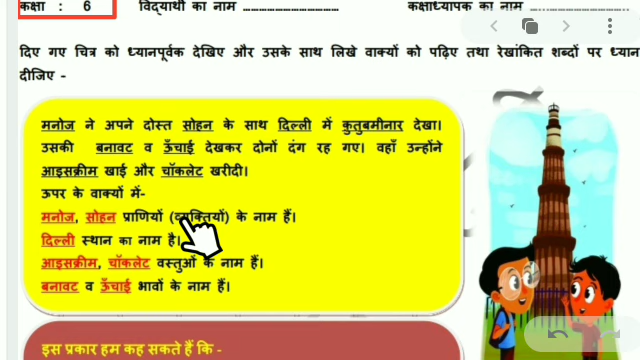 कक्षा : 6 विद्यार्थी का नाम ........................... कक्षाध्यापक का नाम ...........................
दिए गए चित्र को ध्यानपूर्वक देखिए और उसके साथ लिखे वाक्यों को पढ़िए तथा रेखांकित शब्दों पर ध्यान
दीजिए -
मनोज ने अपने दोस्त सोहन के साथ दिल्ली में कुतुबमीनार देखा।
उसकी बनावट व ऊँचाई देखकर दोनों दंग रह गए। वहाँ उन्होंने
आइसक्रीम खाई और चॉकलेट खरीदी।
ऊपर के वाक्यों में-
मनोज, सोहन प्राणियों (व्यक्तियों) के नाम हैं।
दिल्ली स्थान का नाम है।
आइसक्रीम, चॉकलेट वस्तुओं के नाम हैं।
बनावट व ऊँचाई भावों के नाम हैं।
इस प्रकार हम कह सकते हैं कि -